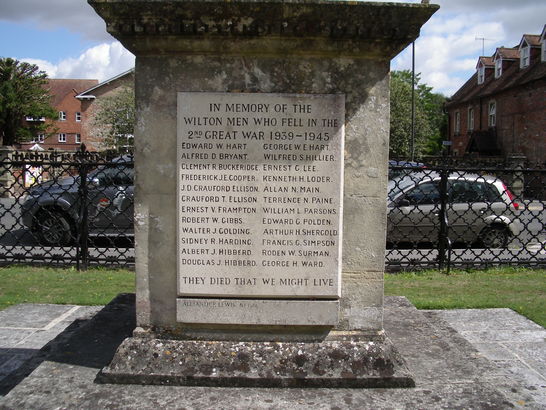 IN MEMORY OF THE
WILTON MEN WHO FELL IN THE
2ND GREAT WAR 1939-1945
EDWARD W. HART. GEORGE W. E. HART.
ALFRED D. BRYANT. WILFRED S. HILLIER.
CLEMENT R. BUCKERIDGE. ERNEST G. LEE.
FREDERICK J.E. COOPER. KENNETH H. LODER.
J.D. CRAUFORD ELLISON. ALLAN N. MAIN.
CRAUFORD T. ELLISON. TERRENCE N. PAINE.
ERNEST V. FRAMPTON. WILLIAM L. PARSONS.
ROBERT W. GIBBS. EDWARD G. POLDEN.
WALTER J. GOLDING. ARTHUR H. SHERGOLD.
SIDNEY R. HARDING. FRANCIS G. SIMPSON.
ALBERT J. HIBBERD. RODEN W. SURMAN.
DOUGLAS J. HIBBERD. GEORGE H. WARD.
THEY DIED THAT WE MIGHT LIVE
ALEXANDER LEWIS